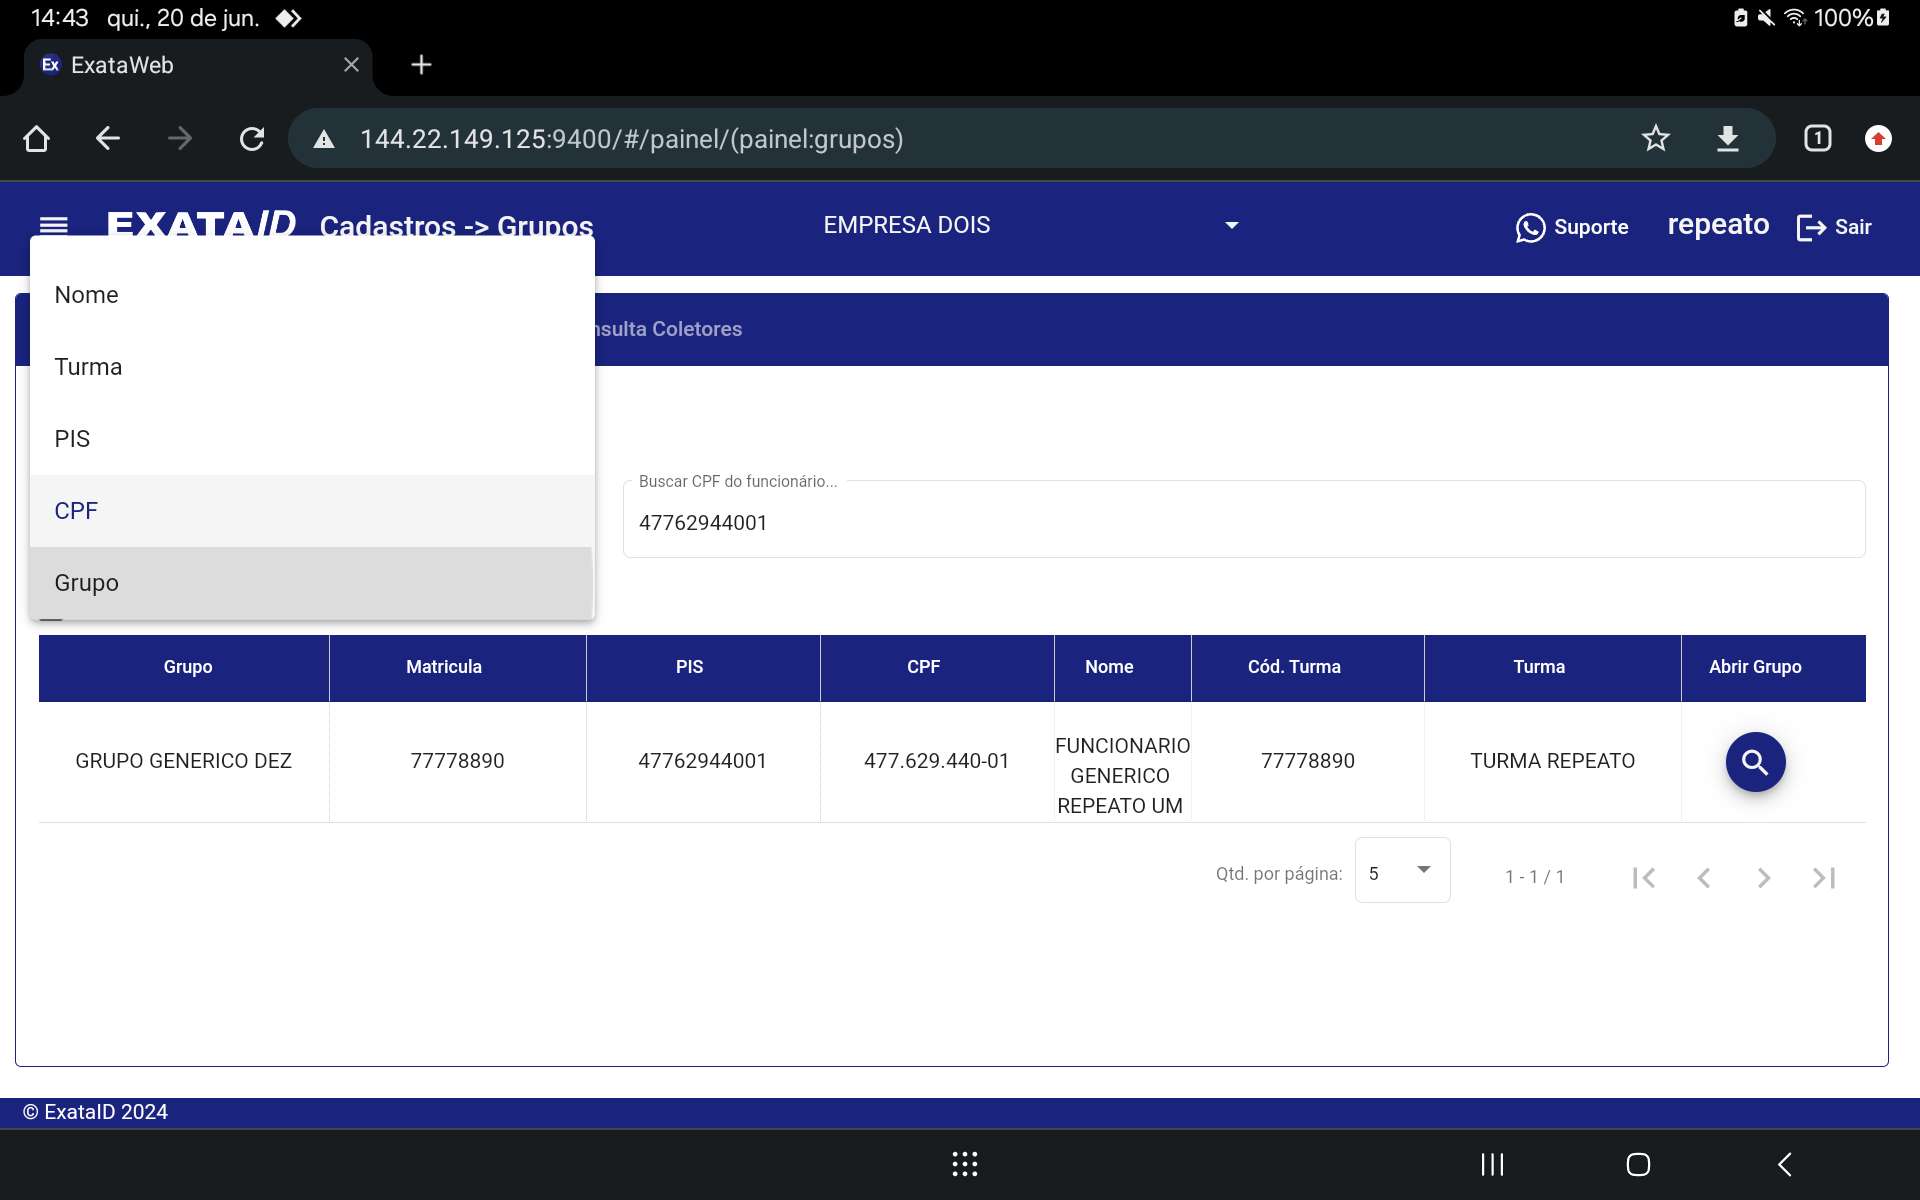 14:43 qui., 20 de jun. 100%
Ex ExataWeb
144.22.149.125:9400/#/painel/(painel:grupos) 1
EXATAID Cadastros -> Grupos EMPRESA DOIS Suporte repeato Sair
Nome
nsulta Coletores
Turma
PIS
CPF
Buscar CPF do funcionário...
47762944001
Grupo
Grupo Matricula PIS CPF Nome Cód. Turma Turma Abrir Grupo
GRUPO GENERICO DEZ 77778890 47762944001 477.629.440-01 FUNCIONARIO GENERICO REPEATO UM 77778890 TURMA REPEATO
Qtd. por página: 5 1 - 1 / 1
© ExataID 2024